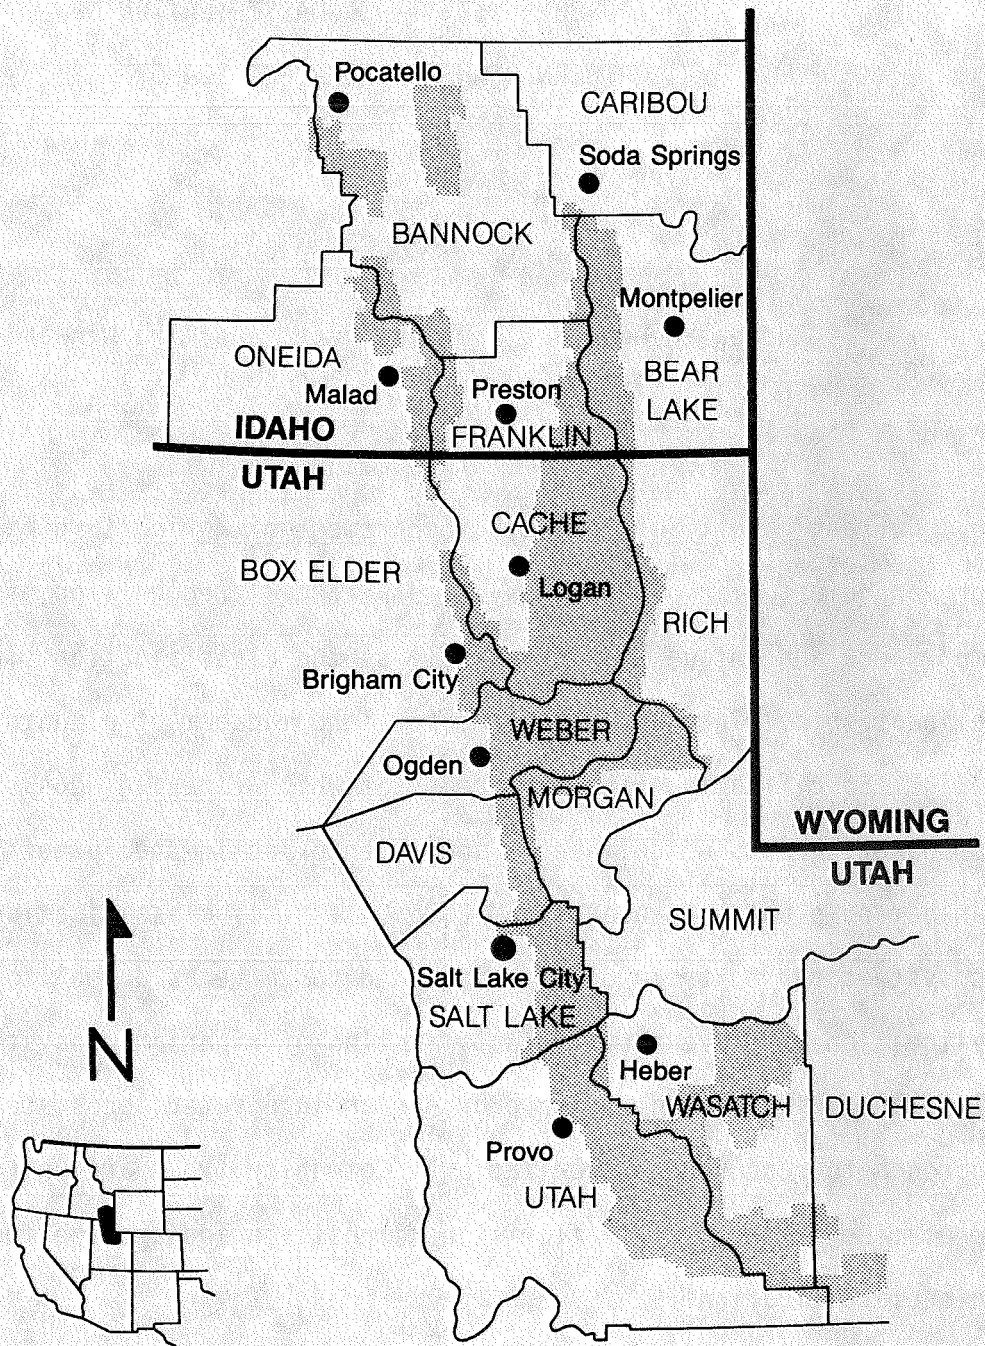 Pocatello
CARIBOU
Soda Springs
BANNOCK
Montpelier
ONEIDA
BEAR
LAKE
Malad
Preston
IDAHO
FRANKLIN
UTAH
CACHE
BOX ELDER
Logan
RICH
Brigham City
WEBER
Ogden
MORGAN
WYOMING
DAVIS
UTAH
SUMMIT
Salt Lake City
SALT LAKE
N
Heber
WASATCH
DUCHESNE
Provo
UTAH